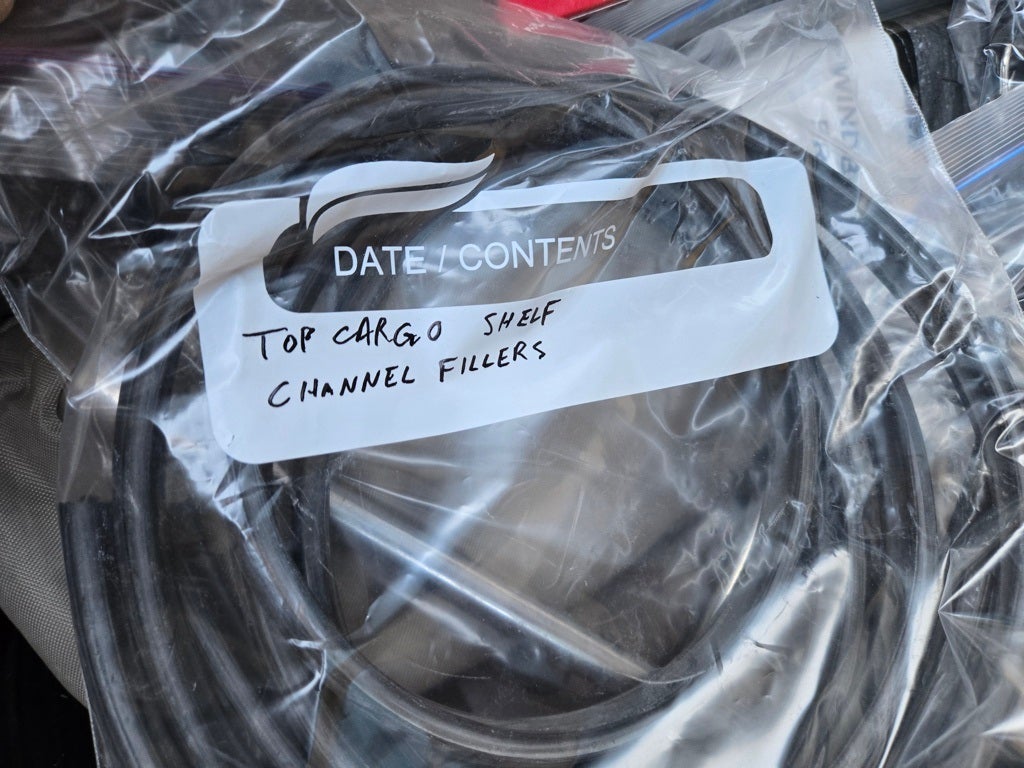 DATE / CONTENTS
TOP CARGO SHELF
CHANNEL FILLERS